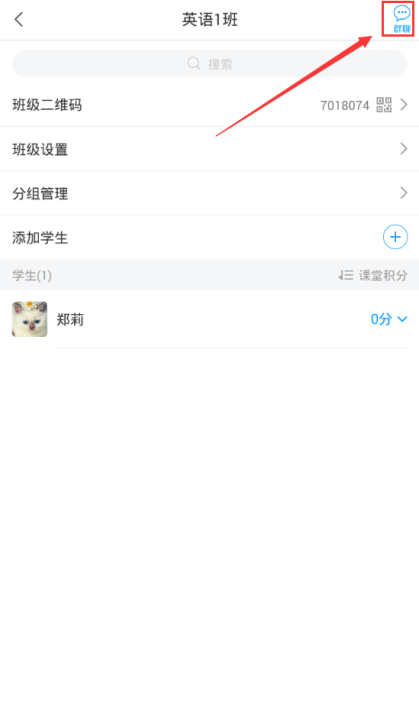 英语1班
群聊
搜索
班级二维码 7018074
班级设置
分组管理
添加学生
学生(1) 课堂积分
郑莉 0分